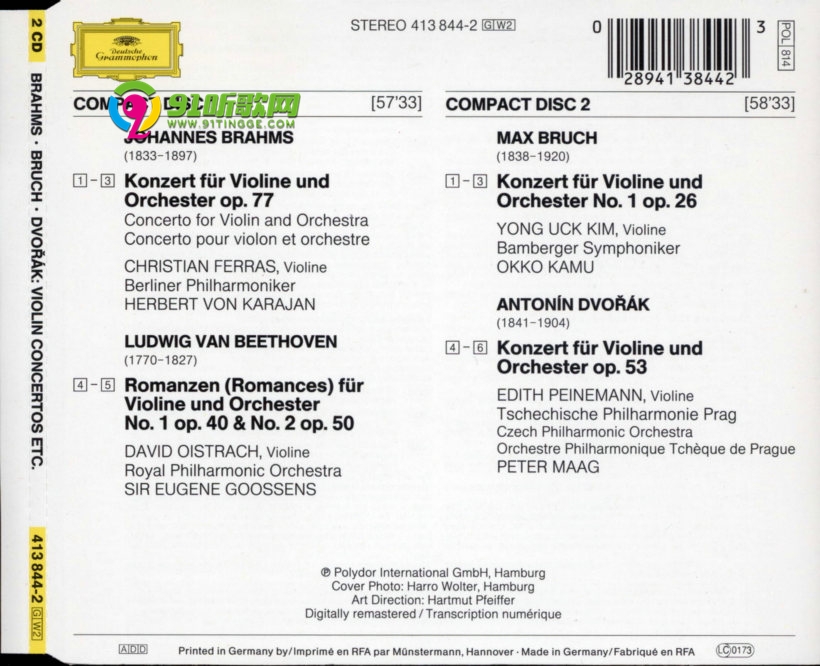 2 CD
BRAHMS · BRUCH · DVOŘÁK: VIOLIN CONCERTOS ETC.
413 844-2 GW2
Deutsche
Grammophon
STEREO 413 844-2 GW2
0 28941 38442 3
POL 814
91听歌网
WWW.91TINGGE.COM
COMPACT DISC [57'33]
JOHANNES BRAHMS
(1833-1897)
1 - 3 Konzert für Violine und
Orchester op. 77
Concerto for Violin and Orchestra
Concerto pour violon et orchestre
CHRISTIAN FERRAS, Violine
Berliner Philharmoniker
HERBERT VON KARAJAN
LUDWIG VAN BEETHOVEN
(1770-1827)
4 - 5 Romanzen (Romances) für
Violine und Orchester
No. 1 op. 40 & No. 2 op. 50
DAVID OISTRACH, Violine
Royal Philharmonic Orchestra
SIR EUGENE GOOSSENS
COMPACT DISC 2 [58'33]
MAX BRUCH
(1838-1920)
1 - 3 Konzert für Violine und
Orchester No. 1 op. 26
YONG UCK KIM, Violine
Bamberger Symphoniker
OKKO KAMU
ANTONÍN DVOŘÁK
(1841-1904)
4 - 6 Konzert für Violine und
Orchester op. 53
EDITH PEINEMANN, Violine
Tschechische Philharmonie Prag
Czech Philharmonic Orchestra
Orchestre Philharmonique Tchèque de Prague
PETER MAAG
℗ Polydor International GmbH, Hamburg
Cover Photo: Harro Wolter, Hamburg
Art Direction: Hartmut Pfeiffer
Digitally remastered / Transcription numérique
ADD Printed in Germany by/Imprimé en RFA par Münstermann, Hannover · Made in Germany/Fabriqué en RFA LC 0173